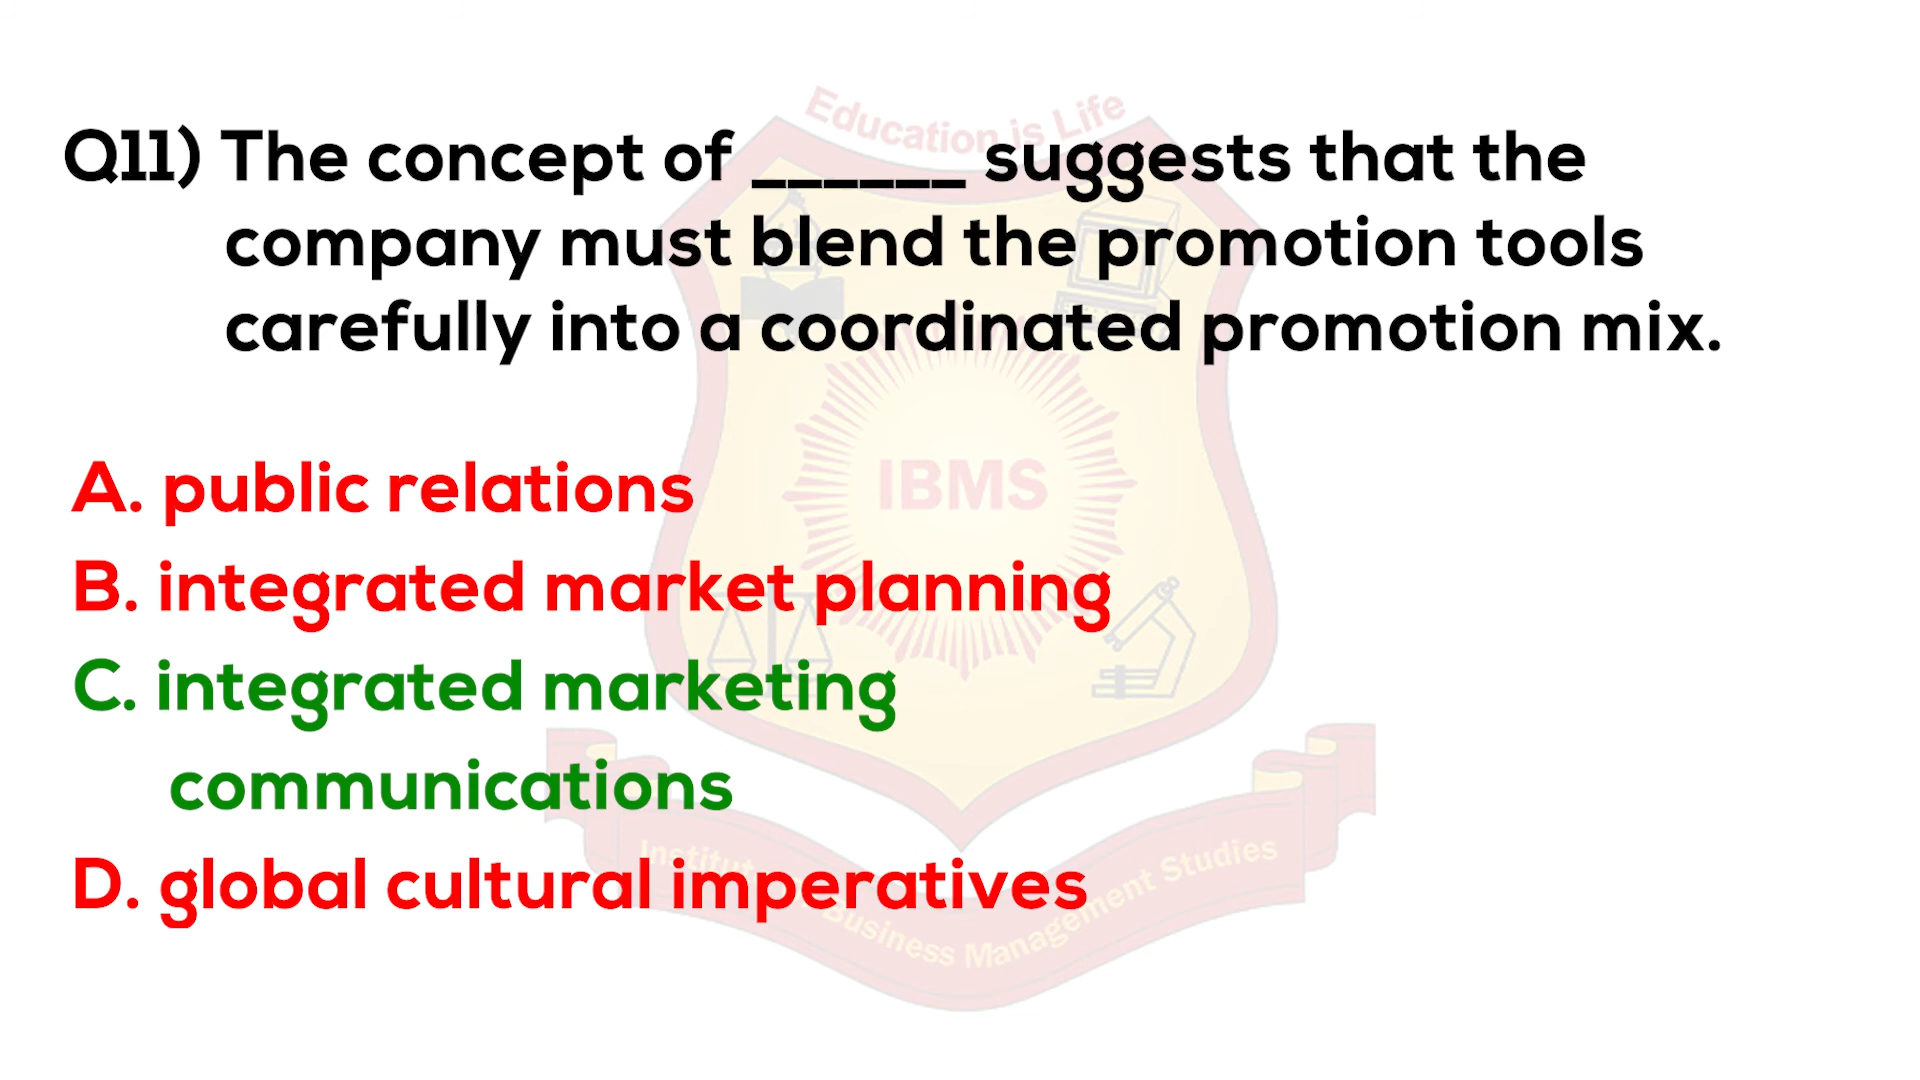 Education is Life
Q11) The concept of ______ suggests that the
company must blend the promotion tools
carefully into a coordinated promotion mix.
A. public relations
IBMS
B. integrated market planning
C. integrated marketing
communications
D. global cultural imperatives
Business Management Studies